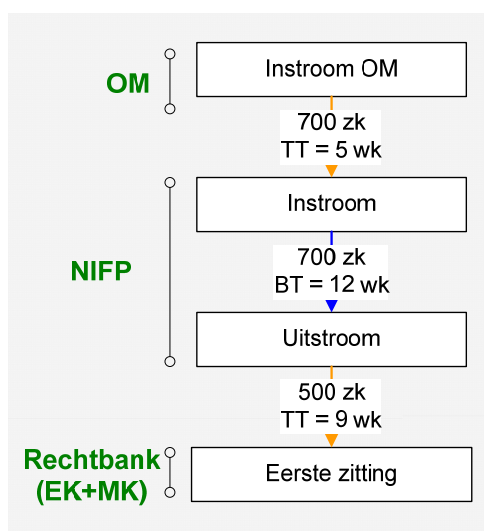 OM
Instroom OM
700 zk
TT = 5 wk
Instroom
NIFP
700 zk
BT = 12 wk
Uitstroom
500 zk
TT = 9 wk
Rechtbank
(EK+MK)
Eerste zitting